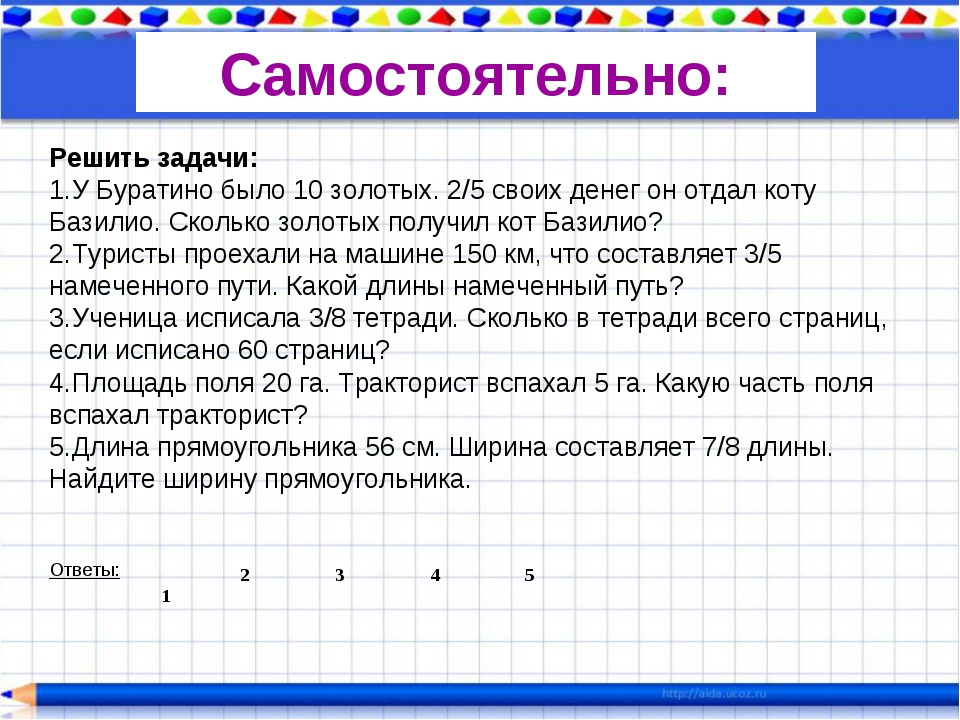 Самостоятельно:
Решить задачи:
1.У Буратино было 10 золотых. 2/5 своих денег он отдал коту
Базилио. Сколько золотых получил кот Базилио?
2.Туристы проехали на машине 150 км, что составляет 3/5
намеченного пути. Какой длины намеченный путь?
3.Ученица исписала 3/8 тетради. Сколько в тетради всего страниц,
если исписано 60 страниц?
4.Площадь поля 20 га. Тракторист вспахал 5 га. Какую часть поля
вспахал тракторист?
5.Длина прямоугольника 56 см. Ширина составляет 7/8 длины.
Найдите ширину прямоугольника.
Ответы:
2 3 4 5
1
http://aida.ucoz.ru